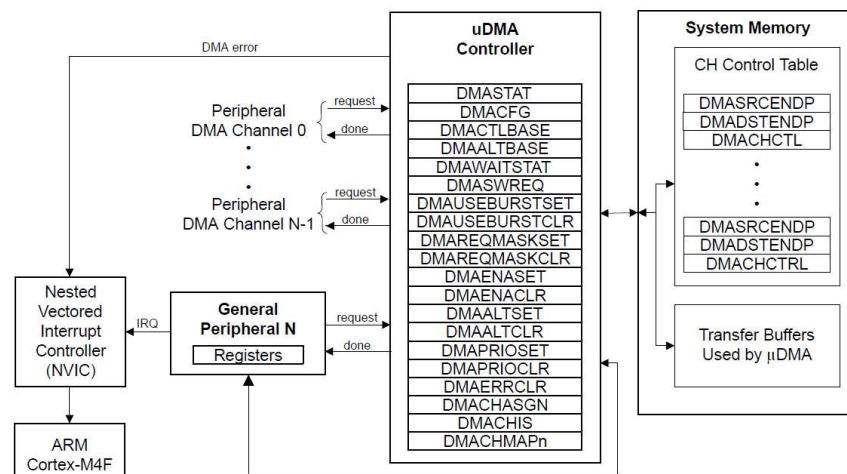 uDMA
Controller
System Memory
DMA error
CH Control Table
DMASTAT
DMACFG
DMACTLBASE
DMAALTBASE
DMAWAITSTAT
DMASWREQ
DMAUSEBURSTSET
DMAUSEBURSTCLR
DMAREQMASKSET
DMAREQMASKCLR
DMAENASET
DMAENACLR
DMAALTSET
DMAALTCLR
DMAPRIOSET
DMAPRIOCLR
DMAERRCLR
DMACHASGN
DMACHIS
DMACHMAPn
Peripheral
DMA Channel 0
request
done
Peripheral
DMA Channel N-1
request
done
DMASRCENDP
DMADSTENDP
DMACHCTL
DMASRCENDP
DMADSTENDP
DMACHCTRL
Nested
Vectored
Interrupt
Controller
(NVIC)
IRQ
General
Peripheral N
Registers
request
done
Transfer Buffers
Used by μDMA
ARM
Cortex-M4F